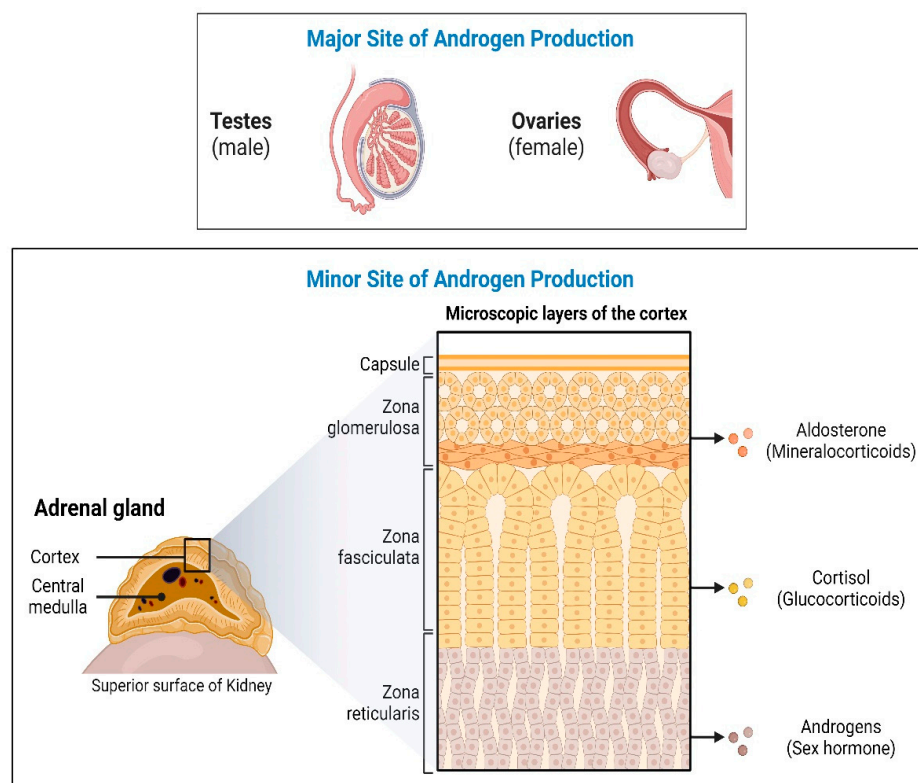 Major Site of Androgen Production
Testes
(male)
Ovaries
(female)
Minor Site of Androgen Production
Microscopic layers of the cortex
Capsule
Zona
glomerulosa
Aldosterone
(Mineralocorticoids)
Adrenal gland
Cortex
Central
medulla
Superior surface of Kidney
Zona
fasciculata
Cortisol
(Glucocorticoids)
Zona
reticularis
Androgens
(Sex hormone)